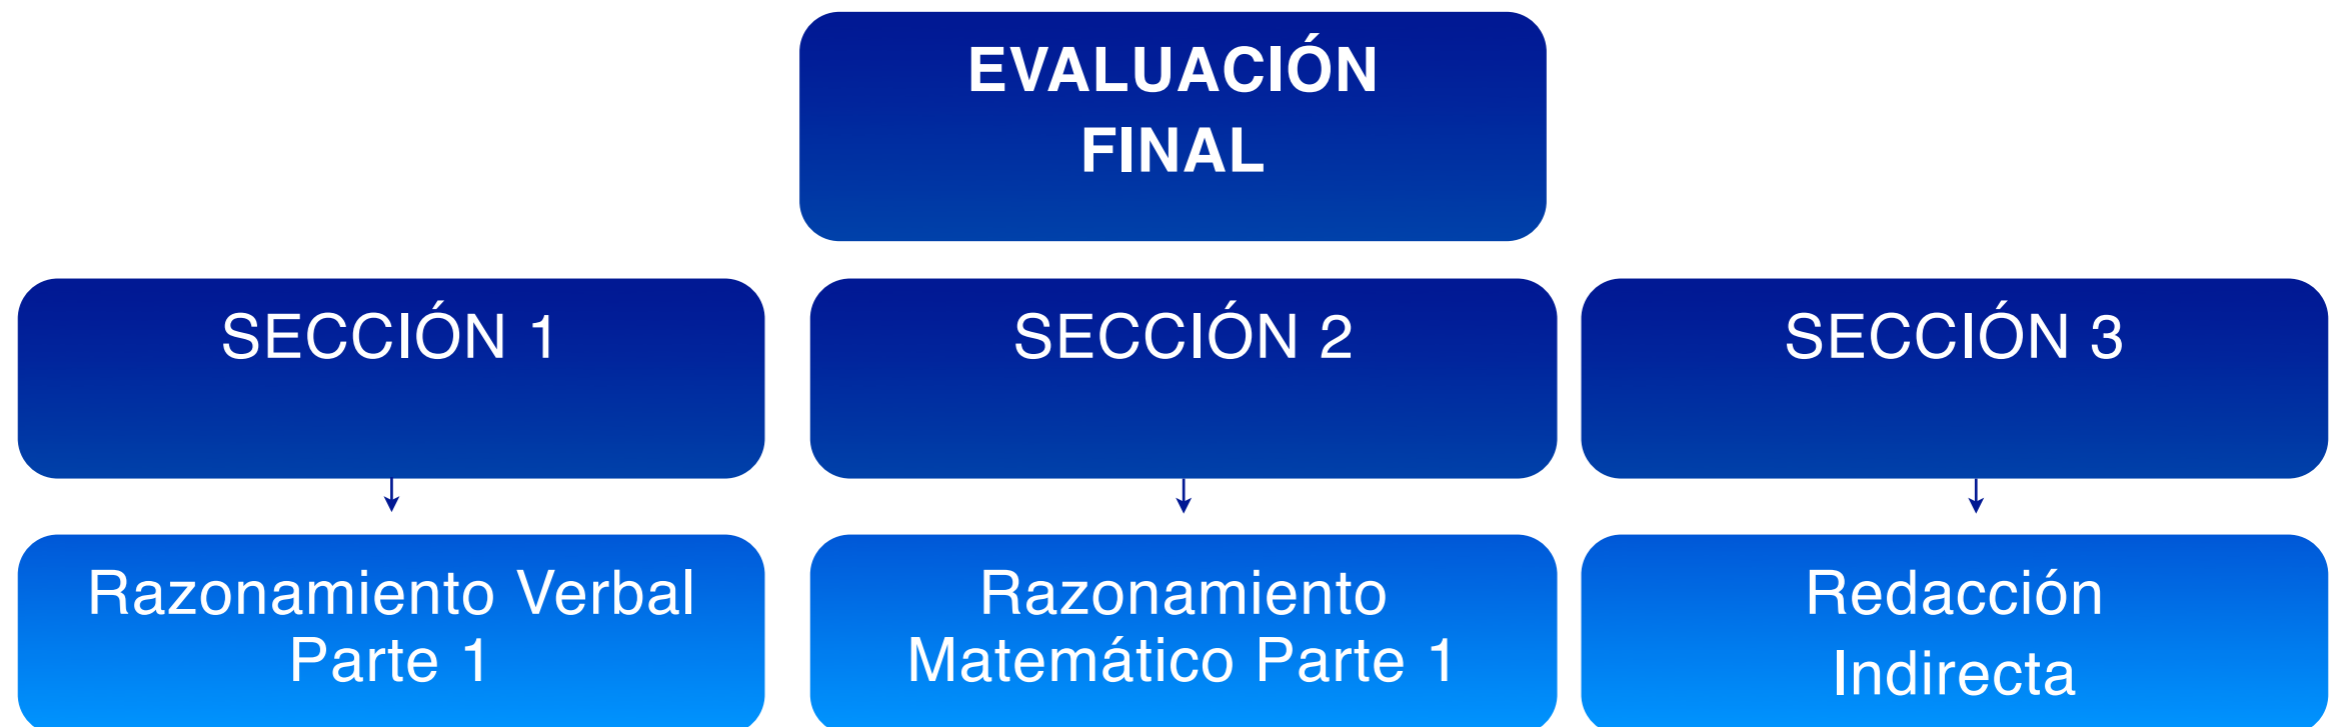 EVALUACIÓN
FINAL
SECCIÓN 1
SECCIÓN 2
SECCIÓN 3
Razonamiento Verbal
Parte 1
Razonamiento
Matemático Parte 1
Redacción
Indirecta